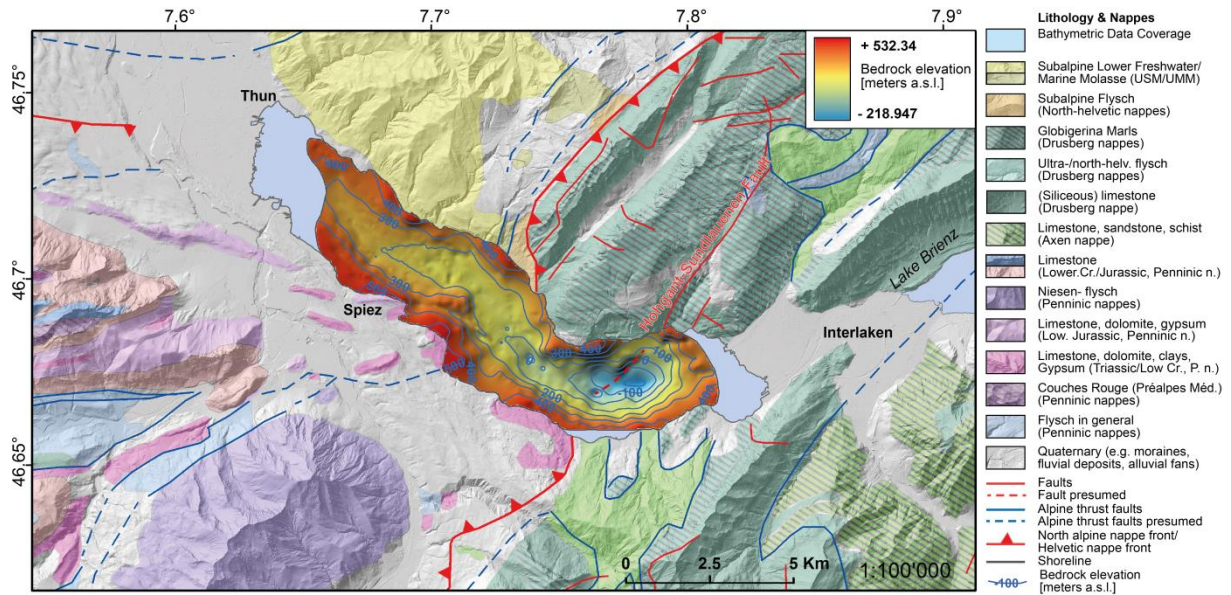 7.6°
7.7°
7.8°
7.9°
46.75°
46.7°
46.65°
Thun
Spiez
Interlaken
Lake Brienz
Hohgant-Sundlauenen Fault
+ 532.34
Bedrock elevation
[meters a.s.l.]
- 218.947
0
2.5
5 Km
1:100'000
Lithology & Nappes
Bathymetric Data Coverage
Subalpine Lower Freshwater/
Marine Molasse (USM/UMM)
Subalpine Flysch
(North-helvetic nappes)
Globigerina Marls
(Drusberg nappes)
Ultra-/north-helv. flysch
(Drusberg nappes)
(Siliceous) limestone
(Drusberg nappe)
Limestone, sandstone, schist
(Axen nappe)
Limestone
(Lower.Cr./Jurassic, Penninic n.)
Niesen- flysch
(Penninic nappes)
Limestone, dolomite, gypsum
(Low. Jurassic, Penninic n.)
Limestone, dolomite, clays,
Gypsum (Triassic/Low Cr., P. n.)
Couches Rouge (Préalpes Méd.)
(Penninic nappes)
Flysch in general
(Penninic nappes)
Quaternary (e.g. moraines,
fluvial deposits, alluvial fans)
Faults
Fault presumed
Alpine thrust faults
Alpine thrust faults presumed
North alpine nappe front/
Helvetic nappe front
Shoreline
-100
Bedrock elevation
[meters a.s.l.]